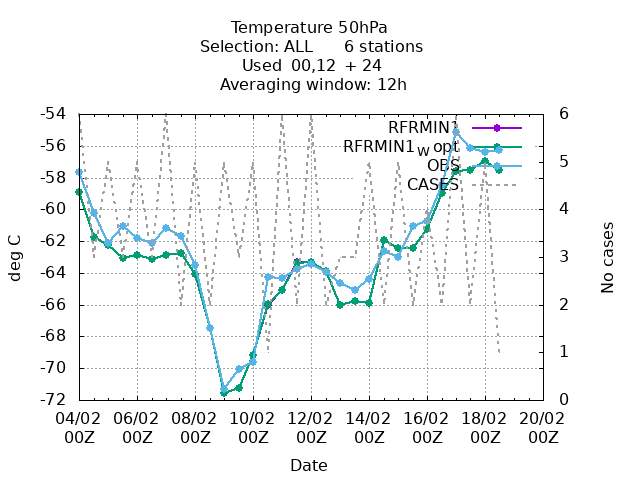 Temperature 50hPa
Selection: ALL 6 stations
Used 00,12 + 24
Averaging window: 12h
-54
-56
-58
-60
-62
-64
-66
-68
-70
-72
deg C
6
5
4
3
2
1
0
No cases
RFRMIN1
RFRMIN1w opt
OBS
CASES
04/02 06/02 08/02 10/02 12/02 14/02 16/02 18/02 20/02
00Z 00Z 00Z 00Z 00Z 00Z 00Z 00Z 00Z
Date